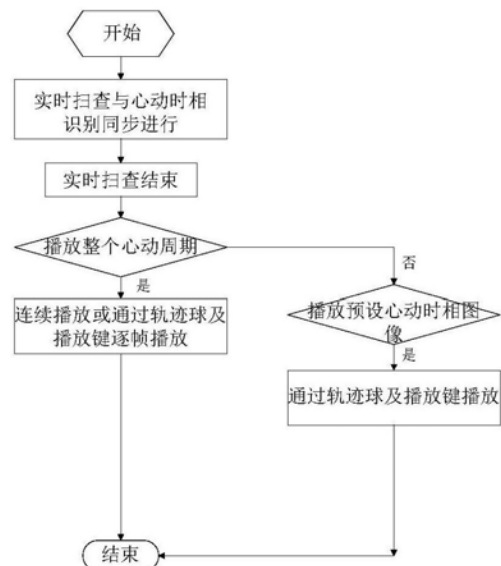 开始
实时扫查与心动时相
识别同步进行
实时扫查结束
播放整个心动周期
否
是
连续播放或通过轨迹球及
播放键逐帧播放
播放预设心动时相图
像
是
通过轨迹球及播放键播放
结束